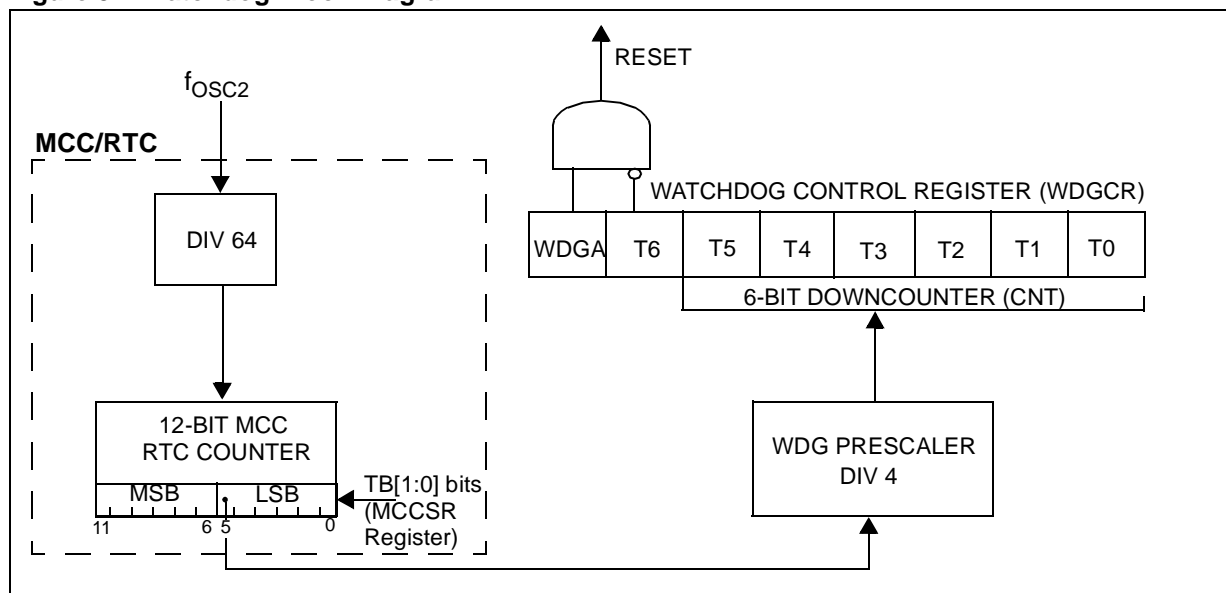 RESET
fOSC2
MCC/RTC
DIV 64
WATCHDOG CONTROL REGISTER (WDGCR)
WDGA T6 T5 T4 T3 T2 T1 T0
6-BIT DOWNCOUNTER (CNT)
12-BIT MCC
RTC COUNTER
MSB LSB
11 6 5 0
TB[1:0] bits
(MCCSR
Register)
WDG PRESCALER
DIV 4